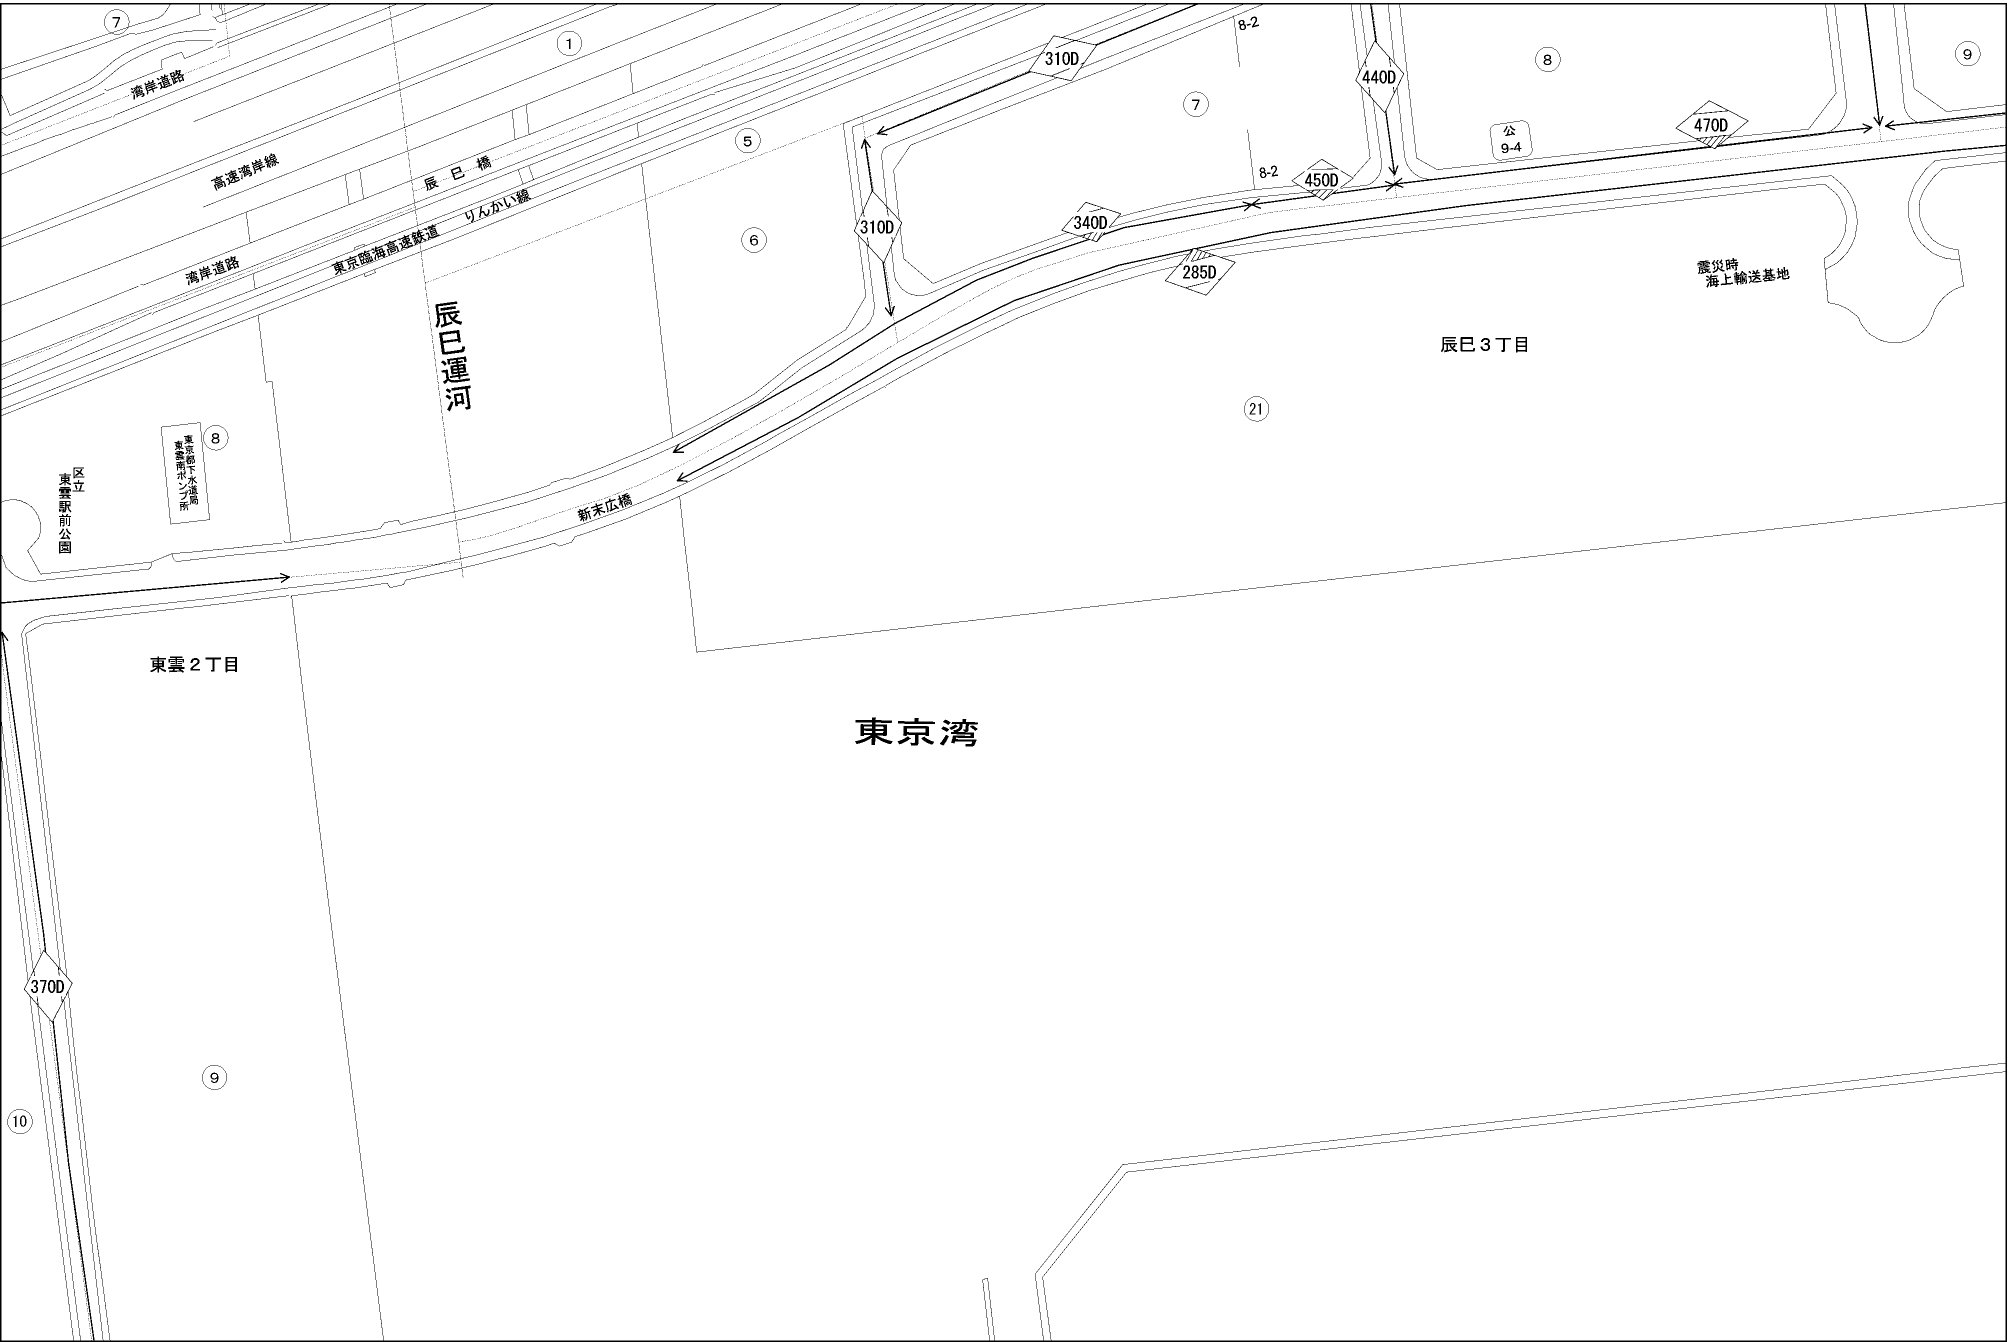 7
1
湾岸道路
310D
8-2
440D
8
9
7
470D
公
9-4
5
高速湾岸線
辰巳橋
8-2
450D
りんかい線
340D
310D
6
東京臨海高速鉄道
湾岸道路
285D
震災時
海上輸送基地
辰巳運河
辰巳3丁目
21
8
東京都下水道局
東雲南ポンプ所
区立
東雲駅前公園
新末広橋
東雲2丁目
東京湾
370D
9
10